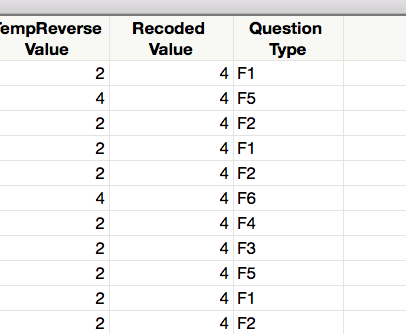 empReverse Recoded Question
Value Value Type
2 4 F1
4 4 F5
2 4 F2
2 4 F1
2 4 F2
4 4 F6
2 4 F4
2 4 F3
2 4 F5
2 4 F1
2 4 F2